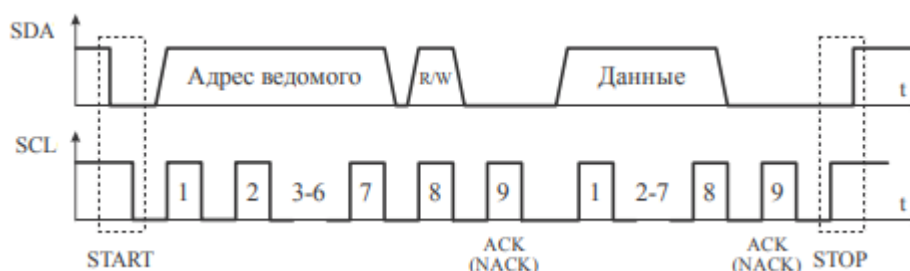 SDA
Адрес ведомого
R/W
Данные
t
SCL
1 2 3-6 7 8 9 1 2-7 8 9
t
START
ACK
(NACK)
ACK
(NACK)
STOP